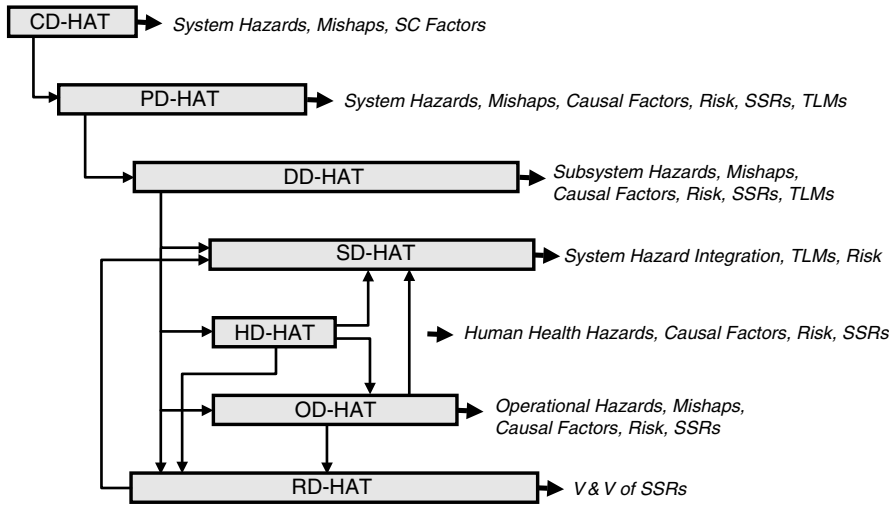 CD-HAT
System Hazards, Mishaps, SC Factors
PD-HAT
System Hazards, Mishaps, Causal Factors, Risk, SSRs, TLMs
DD-HAT
Subsystem Hazards, Mishaps,
Causal Factors, Risk, SSRs, TLMs
SD-HAT
System Hazard Integration, TLMs, Risk
HD-HAT
Human Health Hazards, Causal Factors, Risk, SSRs
OD-HAT
Operational Hazards, Mishaps,
Causal Factors, Risk, SSRs
RD-HAT
V & V of SSRs